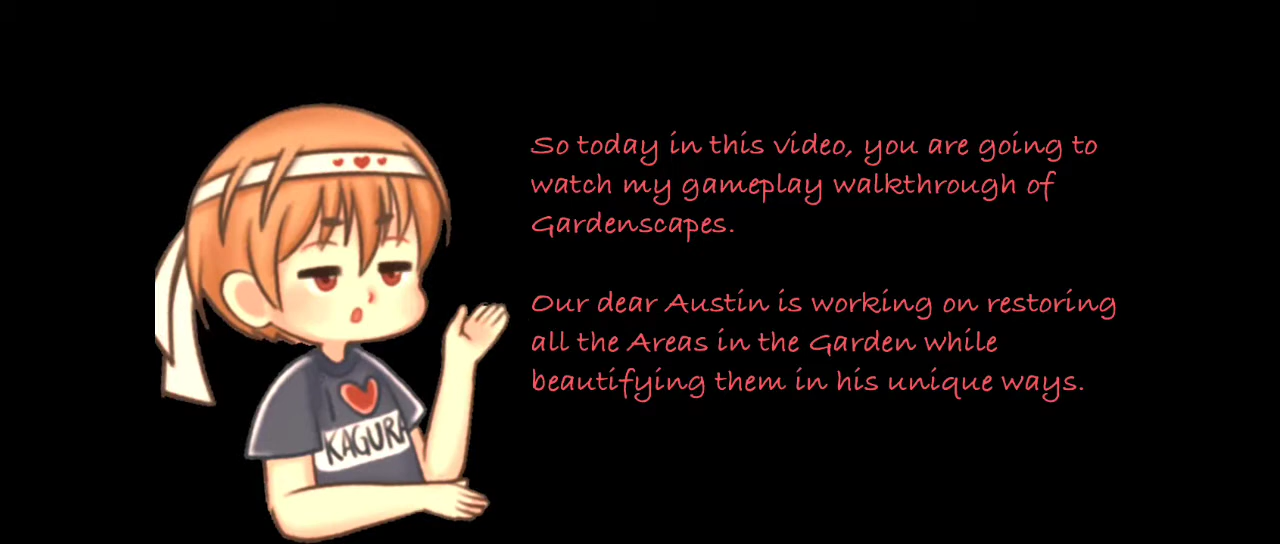 So today in this video, you are going to
watch my gameplay walkthrough of
Gardenscapes.
Our dear Austin is working on restoring
all the Areas in the Garden while
beautifying them in his unique ways.
KAGURA